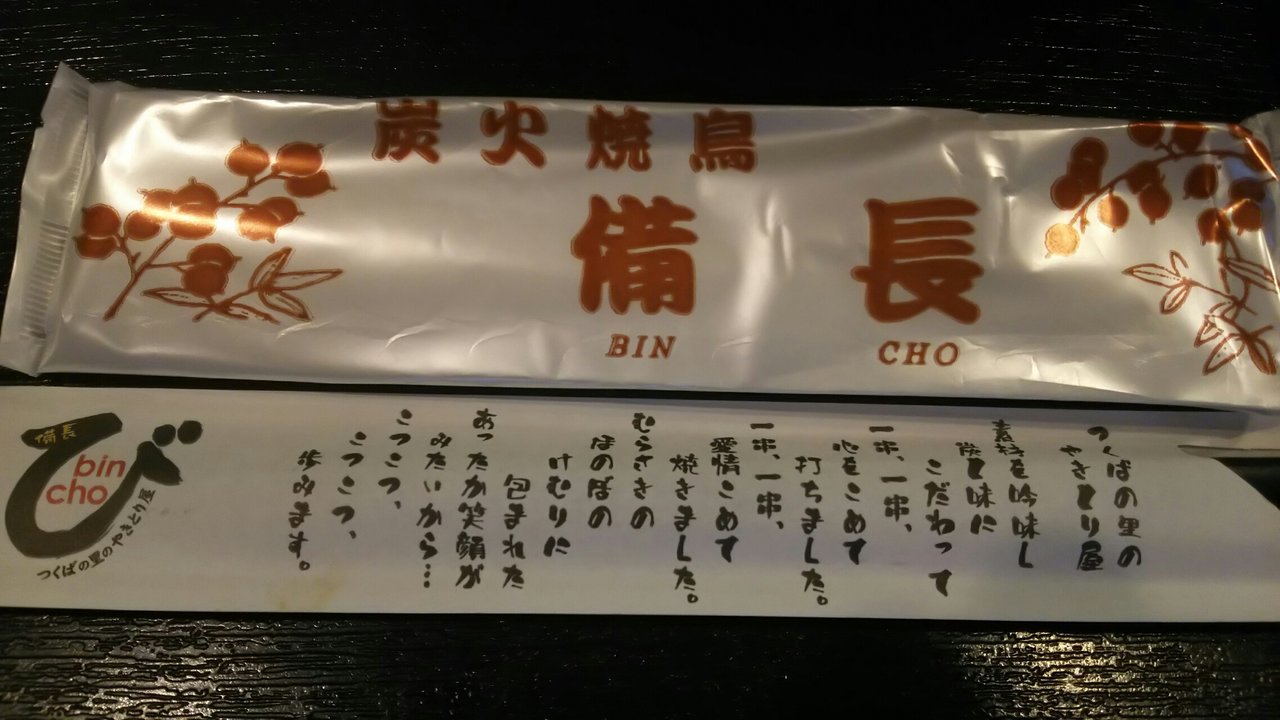 炭火焼鳥
備長
BIN CHO
つくばの里の
やきとり屋
素材を吟味し
炭と味に
こだわって
一串、一串、
心をこめて
打ちました。
一串、一串、
愛情こめて
焼きました。
むらさきの
ほのぼの
けむりに
包まれた
あったか笑顔が
みたいから…
こつこつ、
こつこつ、
歩みます。
備長
び
bin
cho
つくばの里のやきとり屋